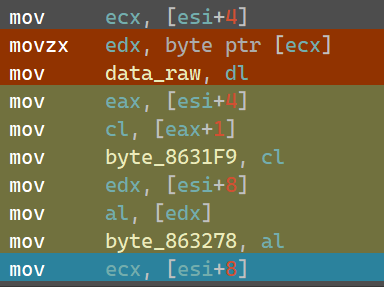 mov ecx, [esi+4]
movzx edx, byte ptr [ecx]
mov data_raw, dl
mov eax, [esi+4]
mov cl, [eax+1]
mov byte_8631F9, cl
mov edx, [esi+8]
mov al, [edx]
mov byte_863278, al
mov ecx, [esi+8]